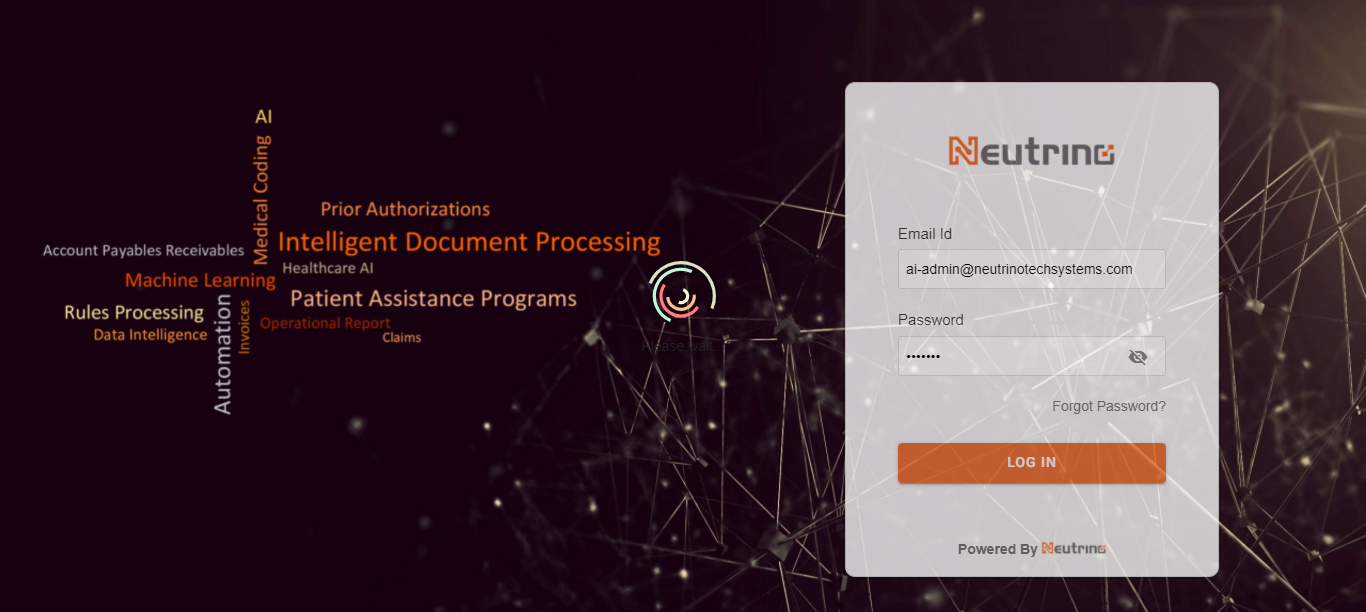 AI
Medical Coding
Prior Authorizations
Intelligent Document Processing
Account Payables Receivables
Healthcare AI
Machine Learning
Patient Assistance Programs
Rules Processing
Automation
Invoices
Operational Report
Data Intelligence
Claims
Please wait...
Neutrino
Email Id
ai-admin@neutrinotechsystems.com
Password
•••••••
Forgot Password?
LOG IN
Powered By Neutrino